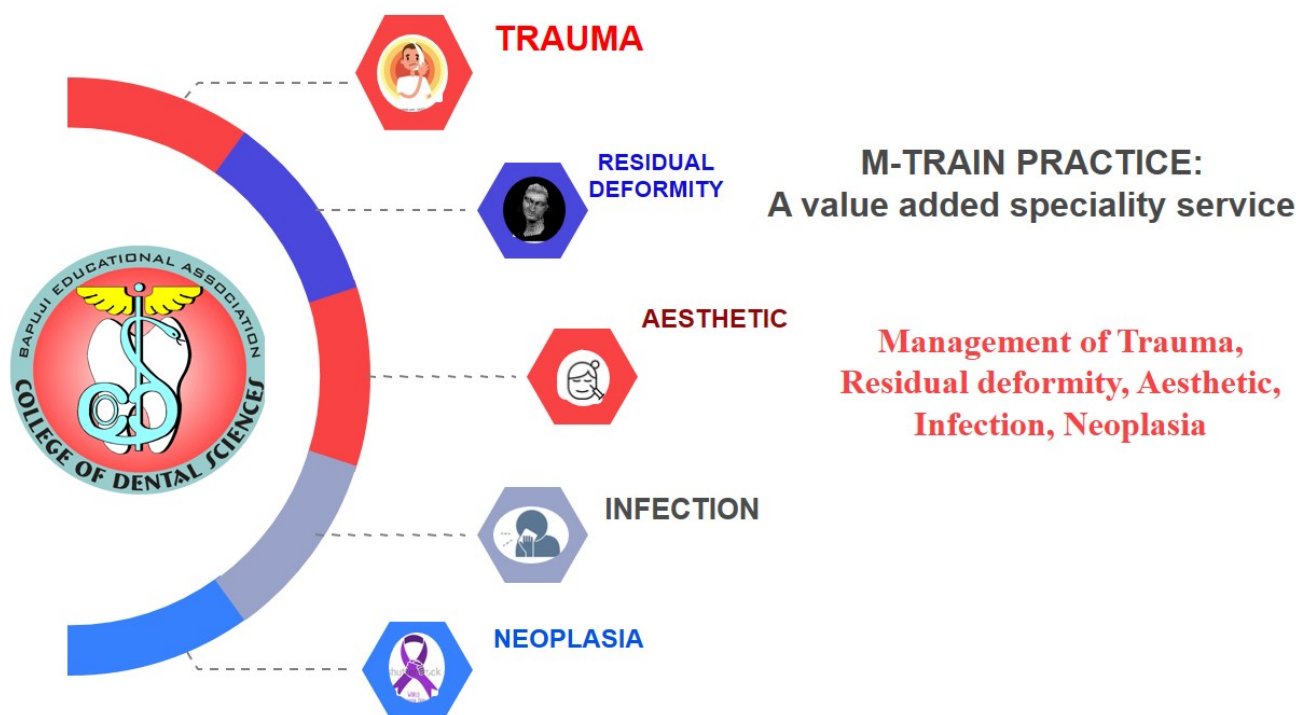 TRAUMA
RESIDUAL
DEFORMITY
M-TRAIN PRACTICE:
A value added speciality service
BAPUJI EDUCATIONAL ASSOCIATION
COLLEGE OF DENTAL SCIENCES
AESTHETIC
Management of Trauma,
Residual deformity, Aesthetic,
Infection, Neoplasia
INFECTION
NEOPLASIA